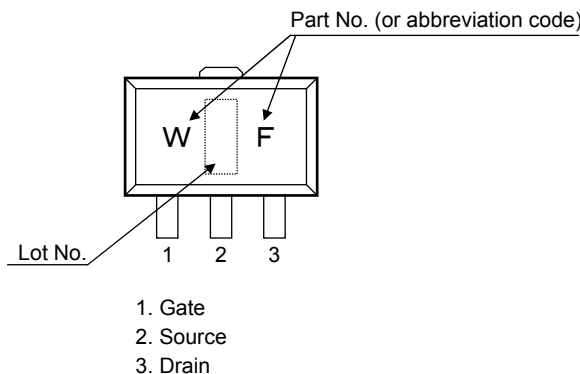 Part No. (or abbreviation code)
W F
Lot No.
1 2 3
1. Gate
2. Source
3. Drain